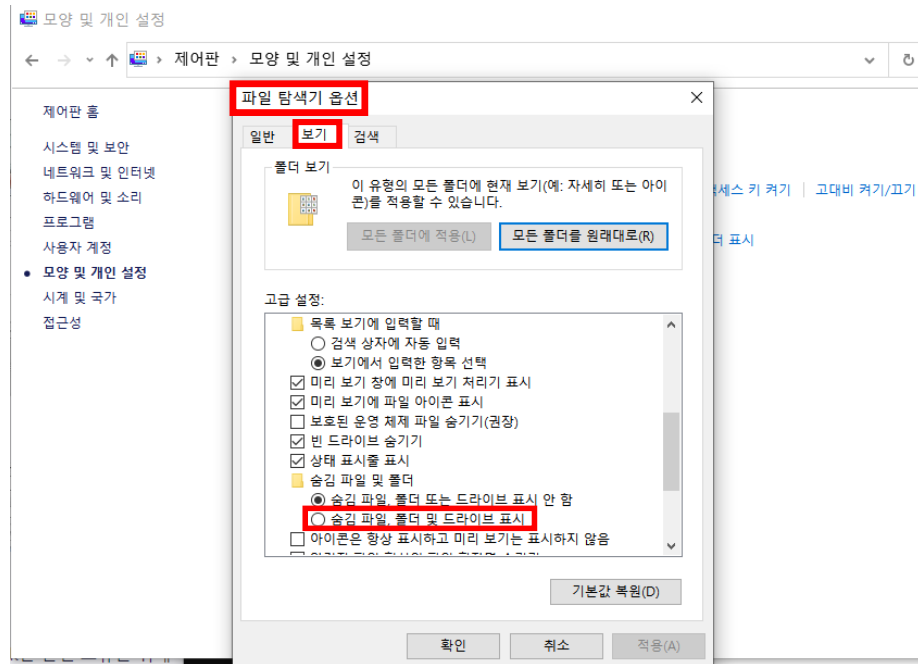 모양 및 개인 설정
제어판 › 모양 및 개인 설정
제어판 홈
시스템 및 보안
네트워크 및 인터넷
하드웨어 및 소리
프로그램
사용자 계정
모양 및 개인 설정
시계 및 국가
접근성
파일 탐색기 옵션
일반 보기 검색
폴더 보기
이 유형의 모든 폴더에 현재 보기(예: 자세히 또는 아이
콘)를 적용할 수 있습니다.
모든 폴더에 적용(L) 모든 폴더를 원래대로(R)
고급 설정:
목록 보기에 입력할 때
검색 상자에 자동 입력
보기에서 입력한 항목 선택
미리 보기 창에 미리 보기 처리기 표시
미리 보기에 파일 아이콘 표시
보호된 운영 체제 파일 숨기기(권장)
빈 드라이브 숨기기
상태 표시줄 표시
숨김 파일 및 폴더
숨김 파일, 폴더 또는 드라이브 표시 안 함
숨김 파일, 폴더 및 드라이브 표시
아이콘은 항상 표시하고 미리 보기는 표시하지 않음
기본값 복원(D)
확인 취소 적용(A)
키 켜기 고대비 켜기/끄기
표시